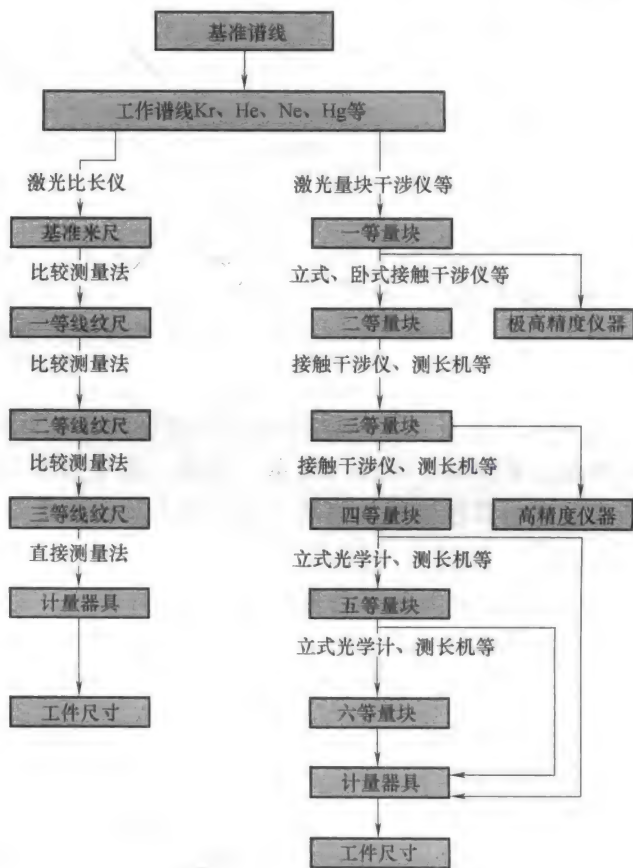 基准谱线
工作谱线Kr、He、Ne、Hg等
激光比长仪
激光量块干涉仪等
基准米尺
一等量块
比较测量法
立式、卧式接触干涉仪等
一等线纹尺
二等量块
极高精度仪器
比较测量法
接触干涉仪、测长机等
二等线纹尺
三等量块
比较测量法
接触干涉仪、测长机等
三等线纹尺
四等量块
高精度仪器
直接测量法
立式光学计、测长机等
计量器具
五等量块
立式光学计、测长机等
工件尺寸
六等量块
计量器具
工件尺寸